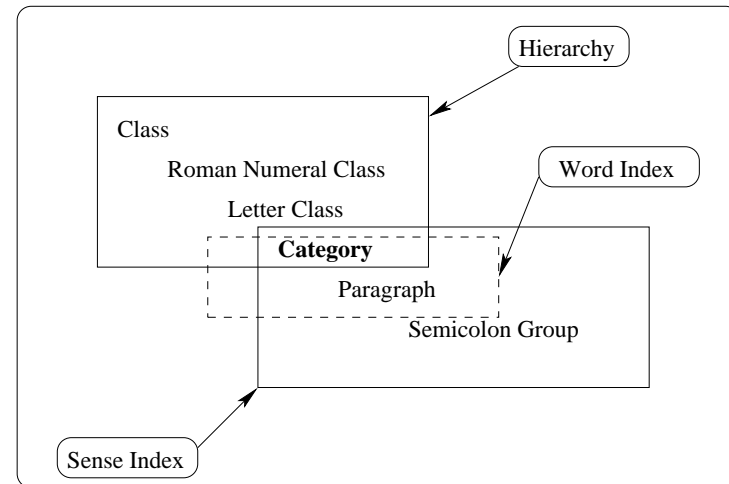 Hierarchy
Class
Roman Numeral Class
Word Index
Letter Class
Category
Paragraph
Semicolon Group
Sense Index